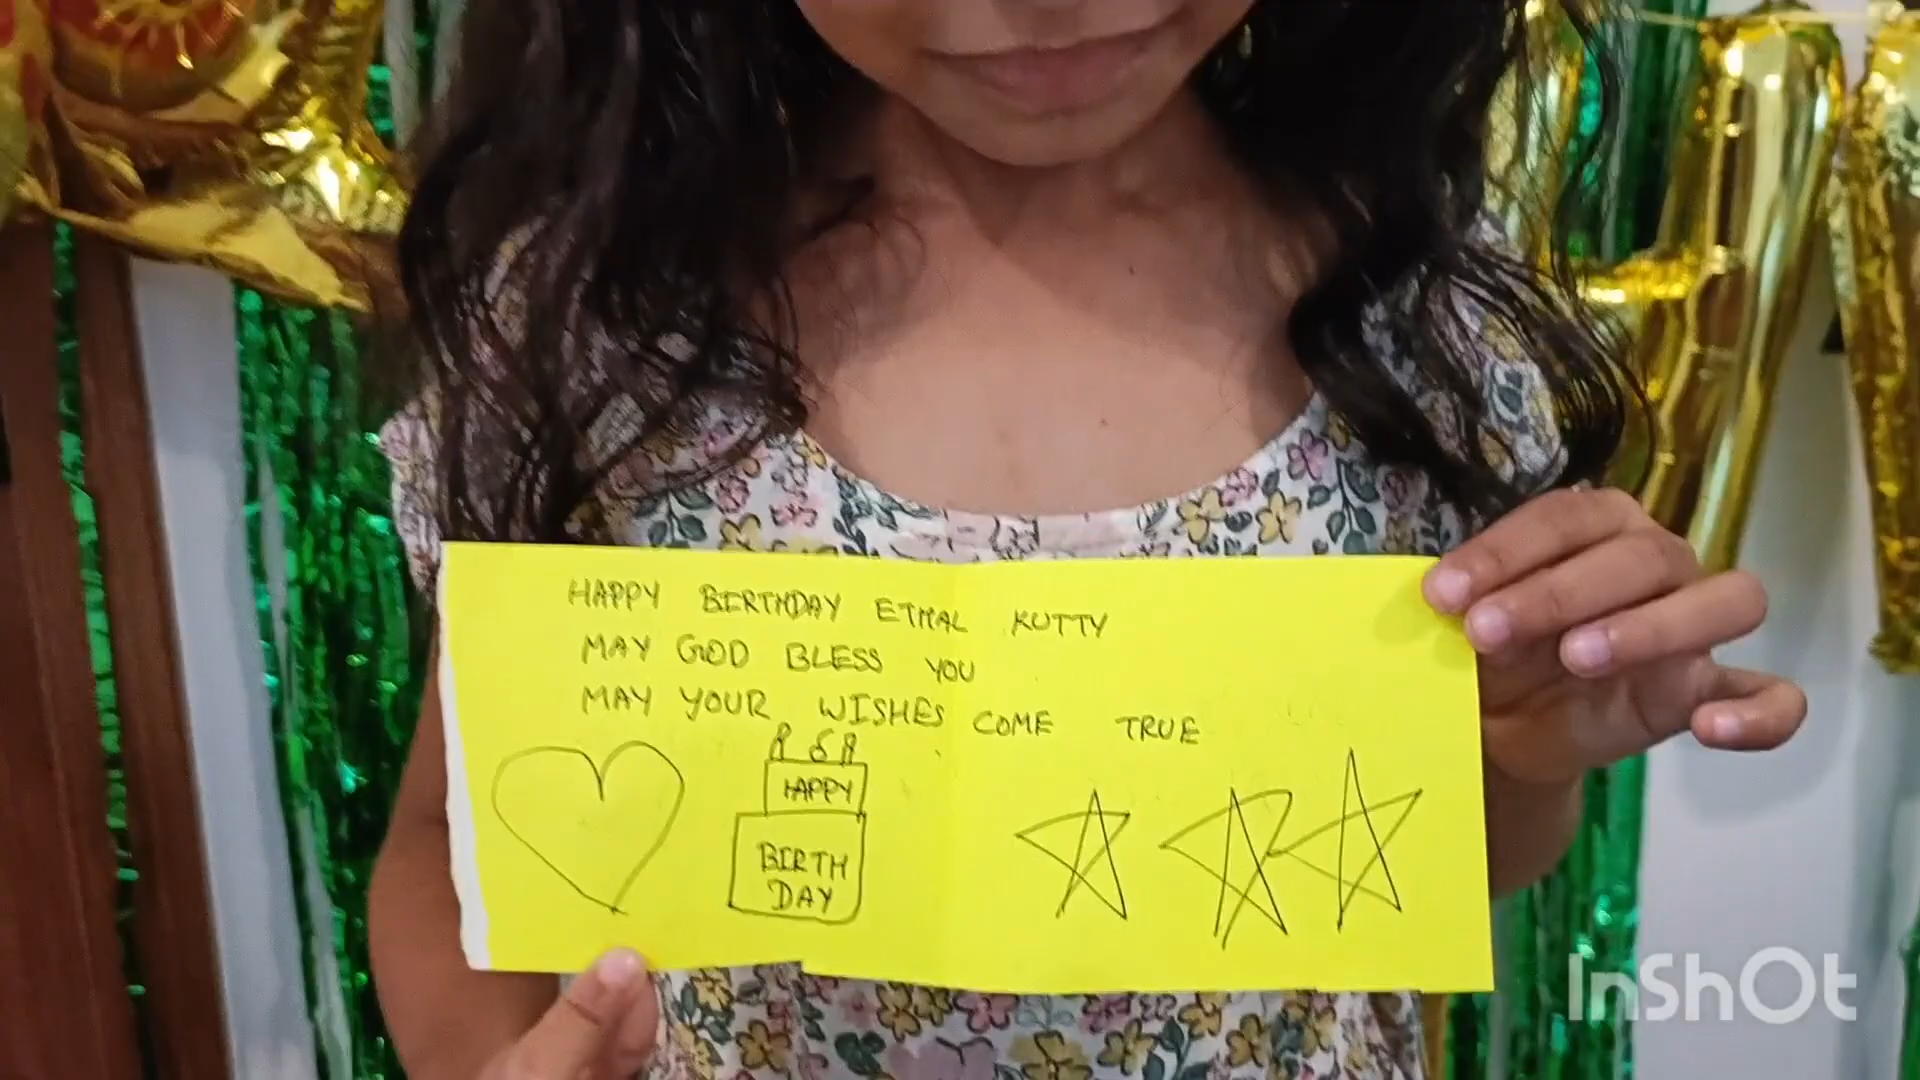 HAPPY BIRTHDAY ETHAL KUTTY
MAY GOD BLESS YOU
MAY YOUR WISHES COME TRUE
HAPPY
BIRTH
DAY
InShOt